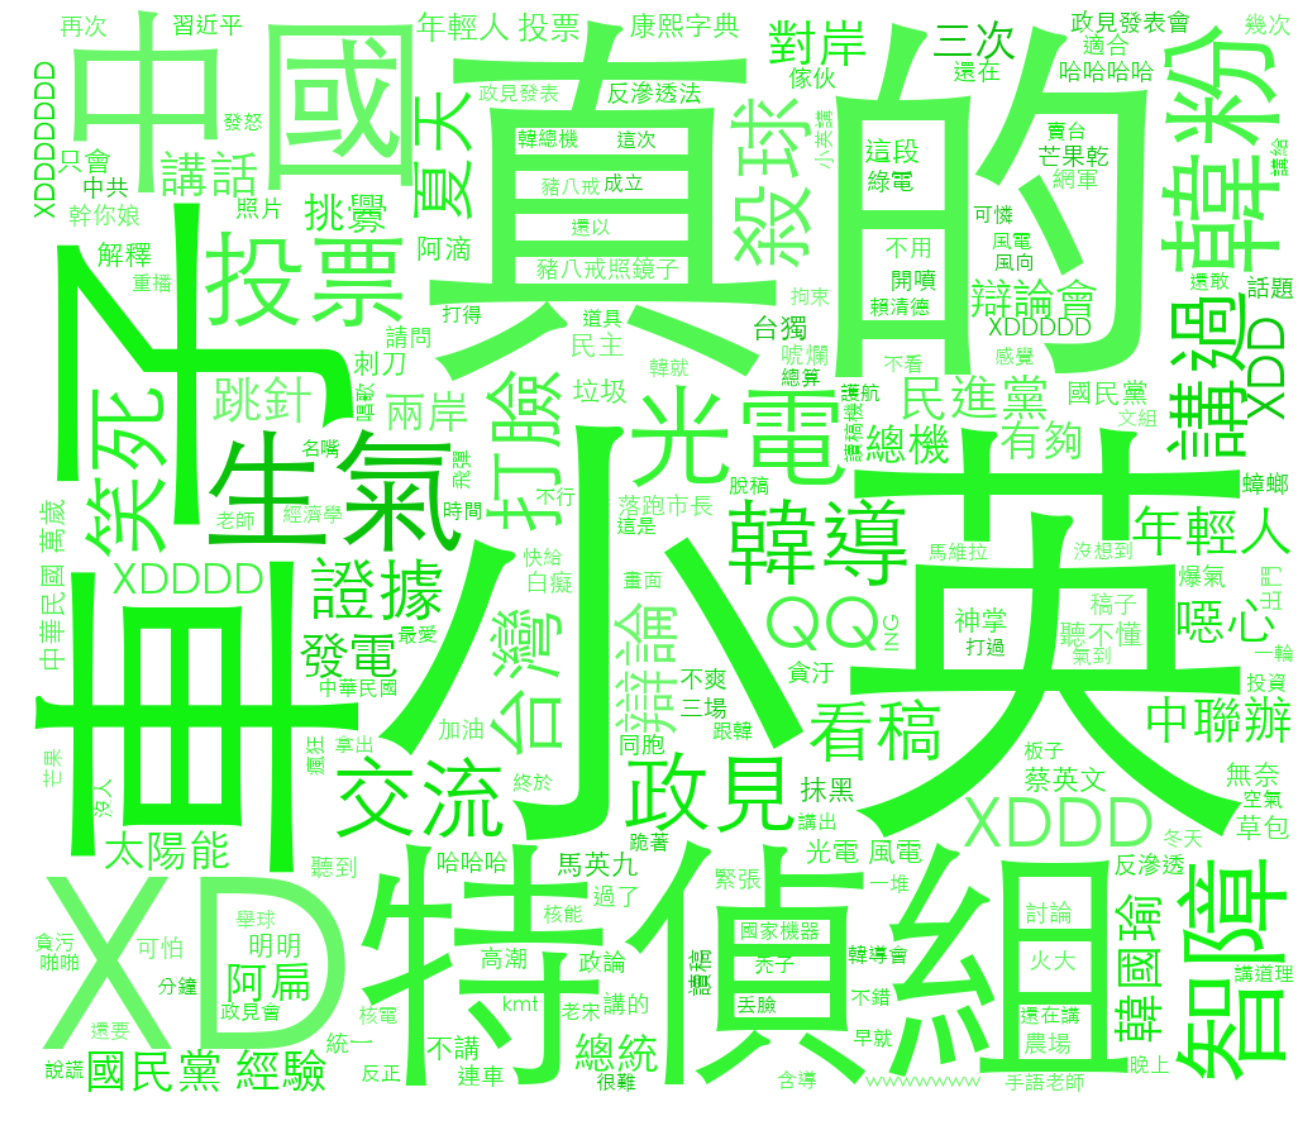 再次
習近平
年輕人 投票
康熙字典
對岸
三次
政見發表會
幾次
中國
真的
韓粉
適合
還在
哈哈哈哈
傢伙
XDDDDDDDD
夏天
政見發表
反滲透法
殺球
小英講
發怒
韓總機
這次
賣台
講給
只會
講話
這段
芒果乾
中共
豬八戒
成立
綠電
網軍
幹你娘
照片
挑釁
還以
可憐
解釋
投票
阿滴
豬八戒照鏡子
不用
風電
風向
重播
開噴
還敢
話題
講過
打得
道具
拘束
賴清德
辯論會
XDDDDD
XDD
車子
請問
民主
台獨
唬爛
不看
感覺
笑死
跳針
刺刀
打臉
韓就
總算
護航
民進黨
國民黨
唱歌
兩岸
垃圾
光電
讀稿機
總機
有夠
文組
生氣
名嘴
飛彈
小英
脫稿
蟑螂
中華民國 萬歲
老師
經濟學
時間
不行
落跑市長
這是
韓導
年輕人
XDDDD
證據
快給
白癡
畫面
馬維拉
沒想到
爆氣
出門
發電
最愛
台灣
辯論
QQ
ING
神掌
稿子
聽不懂
噁心
打過
氣到
一輪
中華民國
不爽
貪汙
投資
三場
加油
跟韓
看稿
中聯辦
芒果
瘋狂
拿出
同胞
板子
沒人
交流
終於
政見
抹黑
蔡英文
無奈
空氣
XDDD
草包
太陽能
跪著
講出
冬天
聽到
哈哈哈
馬英九
光電 風電
反滲透
XD
特偵組
過了
緊張
一堆
智障
舉球
核能
討論
韓國瑜
貪污
啪啪
可怕
明明
高潮
政論
國家機器
韓導會
火大
講道理
分鐘
阿扁
讀稿
禿子
政見會
核電
kmt
老宋
講的
丟臉
不錯
還在講
還要
統一
不講
早就
農場
說謊
國民黨 經驗
反正
連車
總統
很難
含導
wwwwwwww
手語老師
晚上